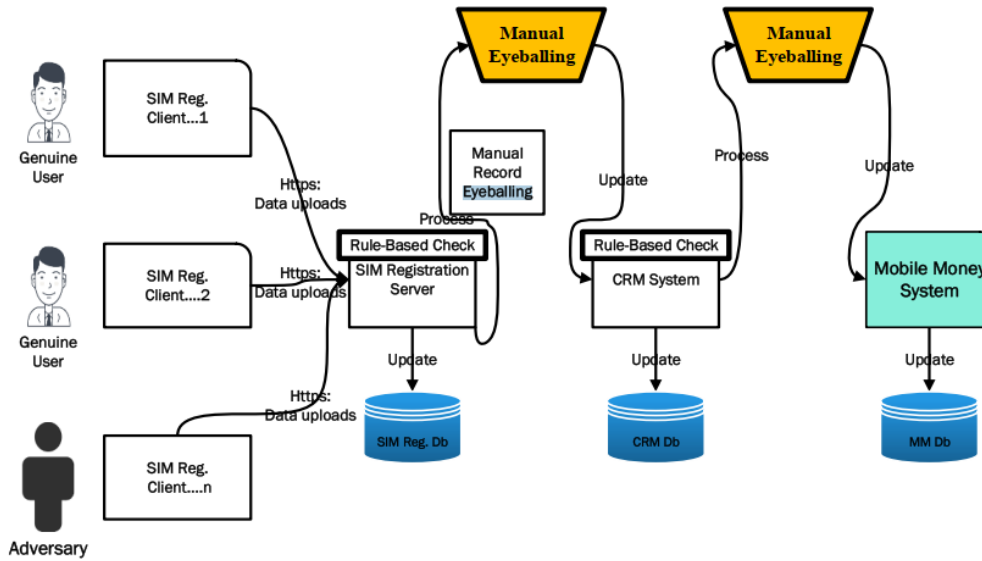 Manual
Eyeballing
Manual
Eyeballing
SIM Reg.
Client...1
Genuine
User
Manual
Record
Eyeballing
Process
Update
Process
Update
Https:
Data uploads
Rule-Based Check
SIM Registration
Server
Rule-Based Check
CRM System
Mobile Money
System
SIM Reg.
Client....2
Https:
Data uploads
Genuine
User
Update
Update
Update
Https:
Data uploads
SIM Reg. Db
CRM Db
MM Db
SIM Reg.
Client....n
Adversary